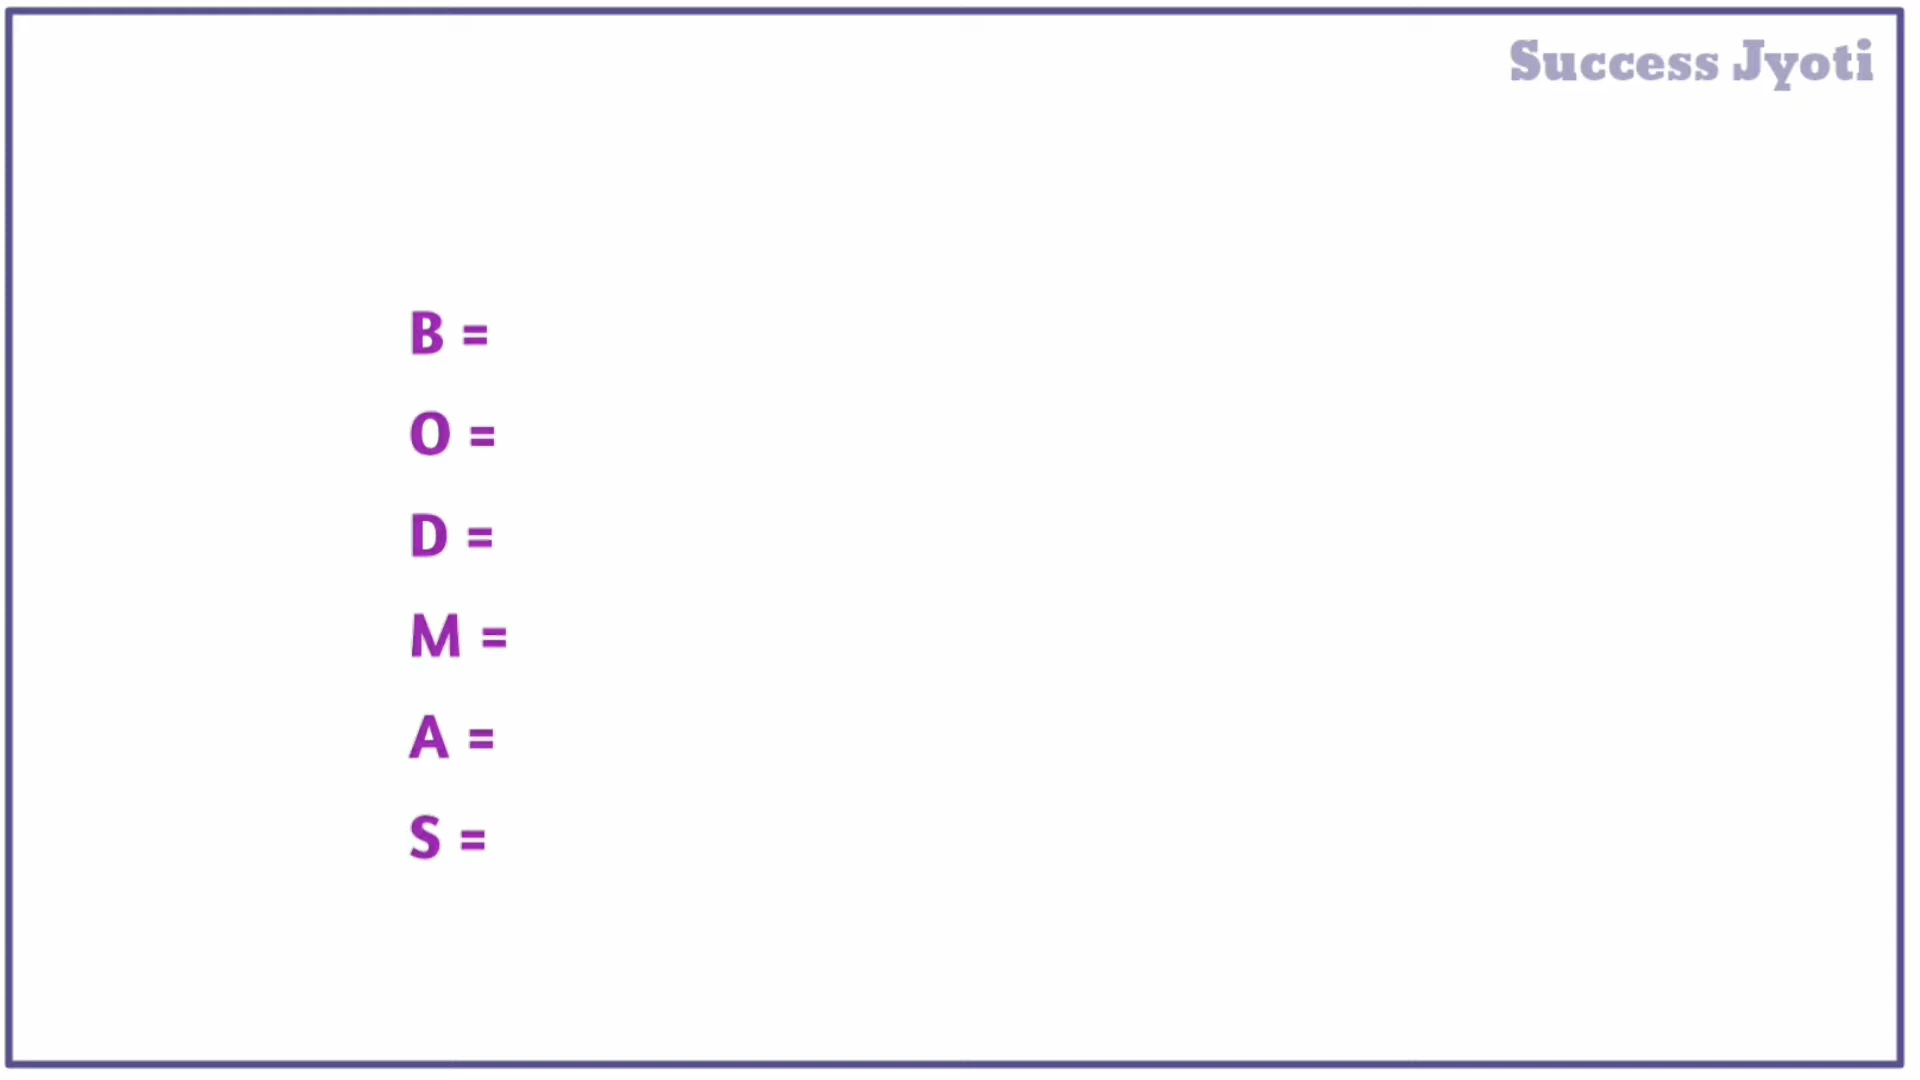 Success Jyoti
B =
O =
D =
M =
A =
S =